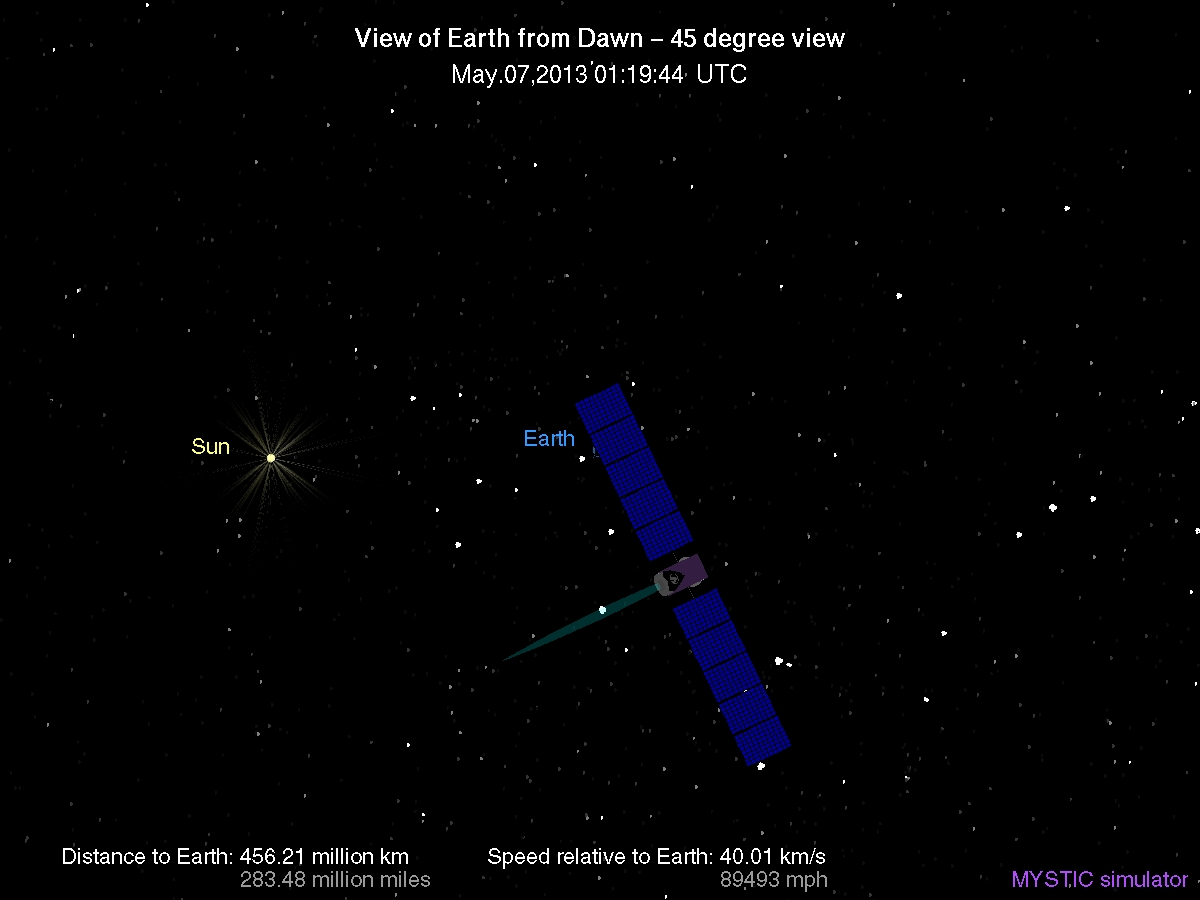 View of Earth from Dawn – 45 degree view
May.07,2013 01:19:44 UTC
Earth
Sun
Distance to Earth: 456.21 million km
283.48 million miles
Speed relative to Earth: 40.01 km/s
89493 mph
MYSTIC simulator